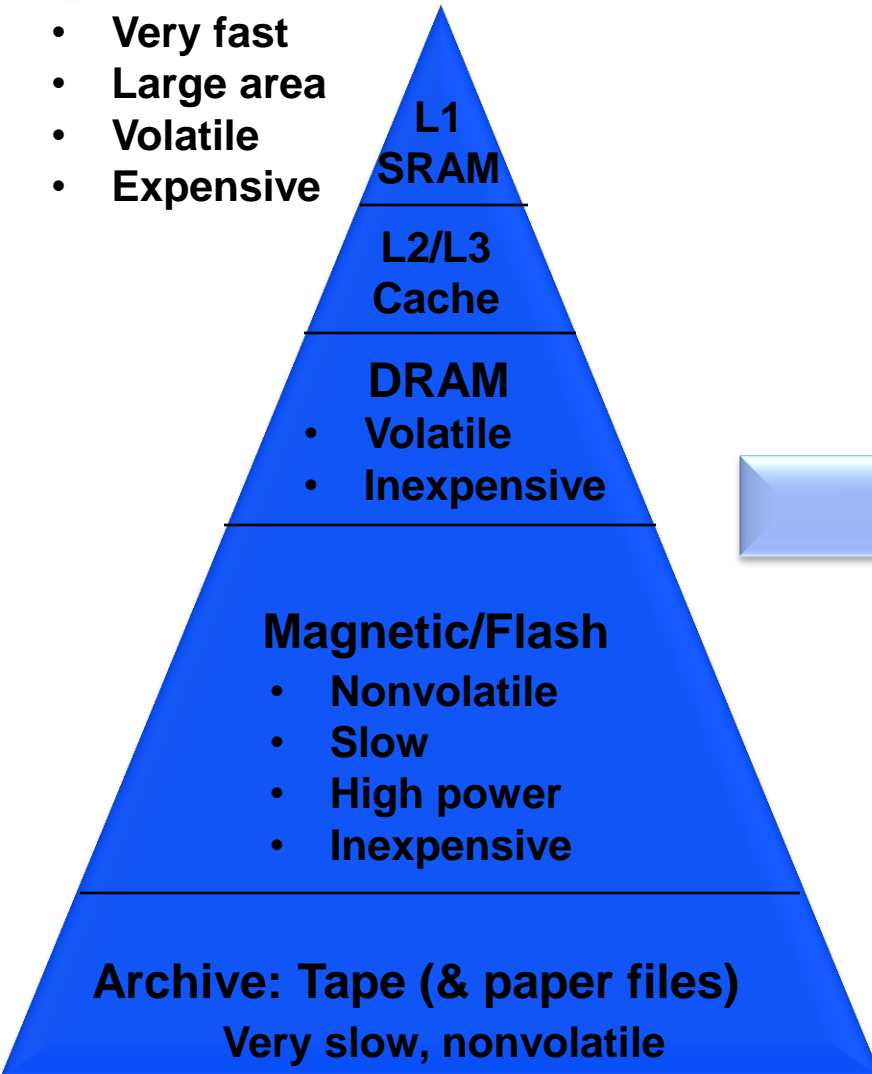 • Very fast
• Large area
• Volatile
• Expensive
L1
SRAM
L2/L3
Cache
DRAM
• Volatile
• Inexpensive
Magnetic/Flash
• Nonvolatile
• Slow
• High power
• Inexpensive
Archive: Tape (& paper files)
Very slow, nonvolatile